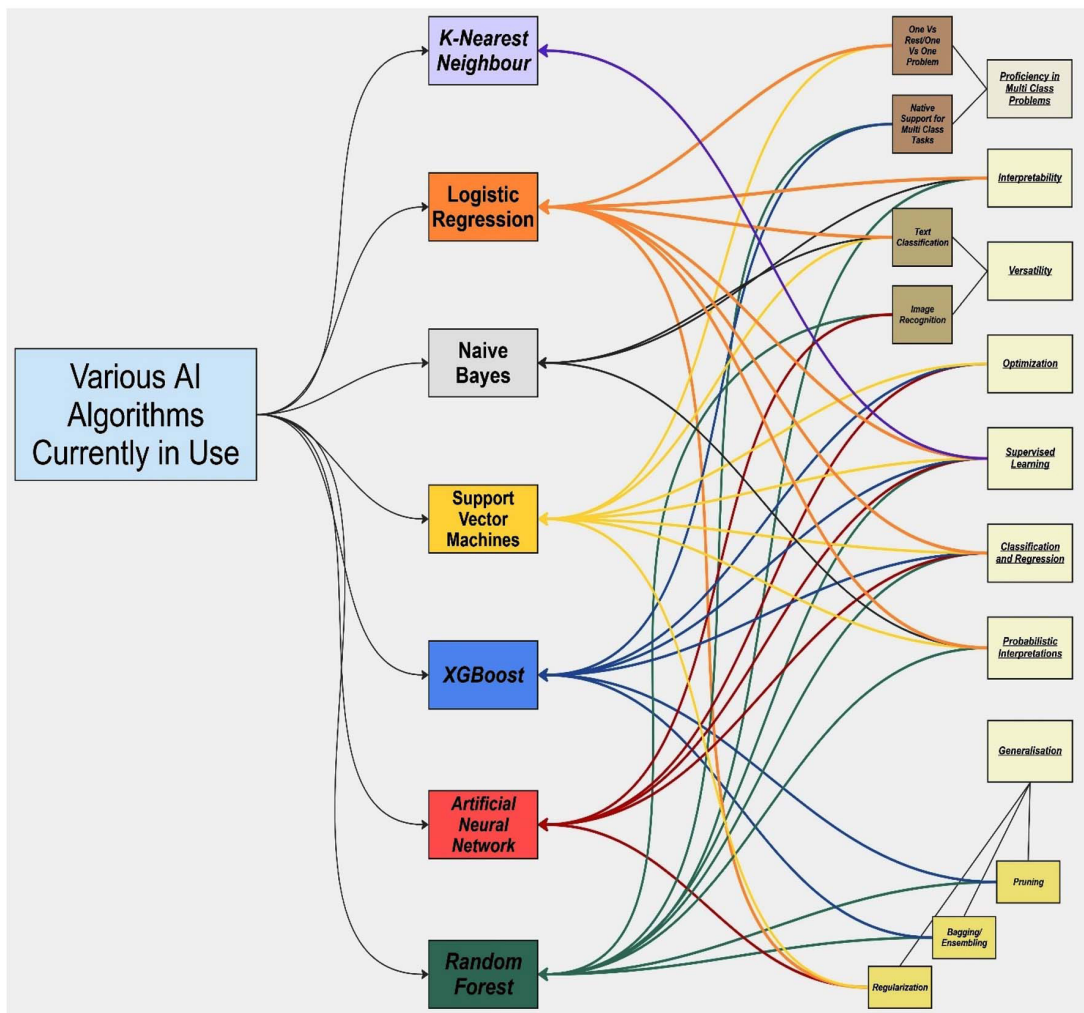 Various AI
Algorithms
Currently in Use
K-Nearest
Neighbour
Logistic
Regression
Naive
Bayes
Support
Vector
Machines
XGBoost
Artificial
Neural
Network
Random
Forest
One Vs
Rest/One
Vs One
Problem
Native
Support for
Multi Class
Tasks
Proficiency in
Multi Class
Problems
Interpretability
Text
Classification
Image
Recognition
Versatility
Optimization
Supervised
Learning
Classification
and Regression
Probabilistic
Interpretations
Generalisation
Pruning
Bagging/
Ensembling
Regularization